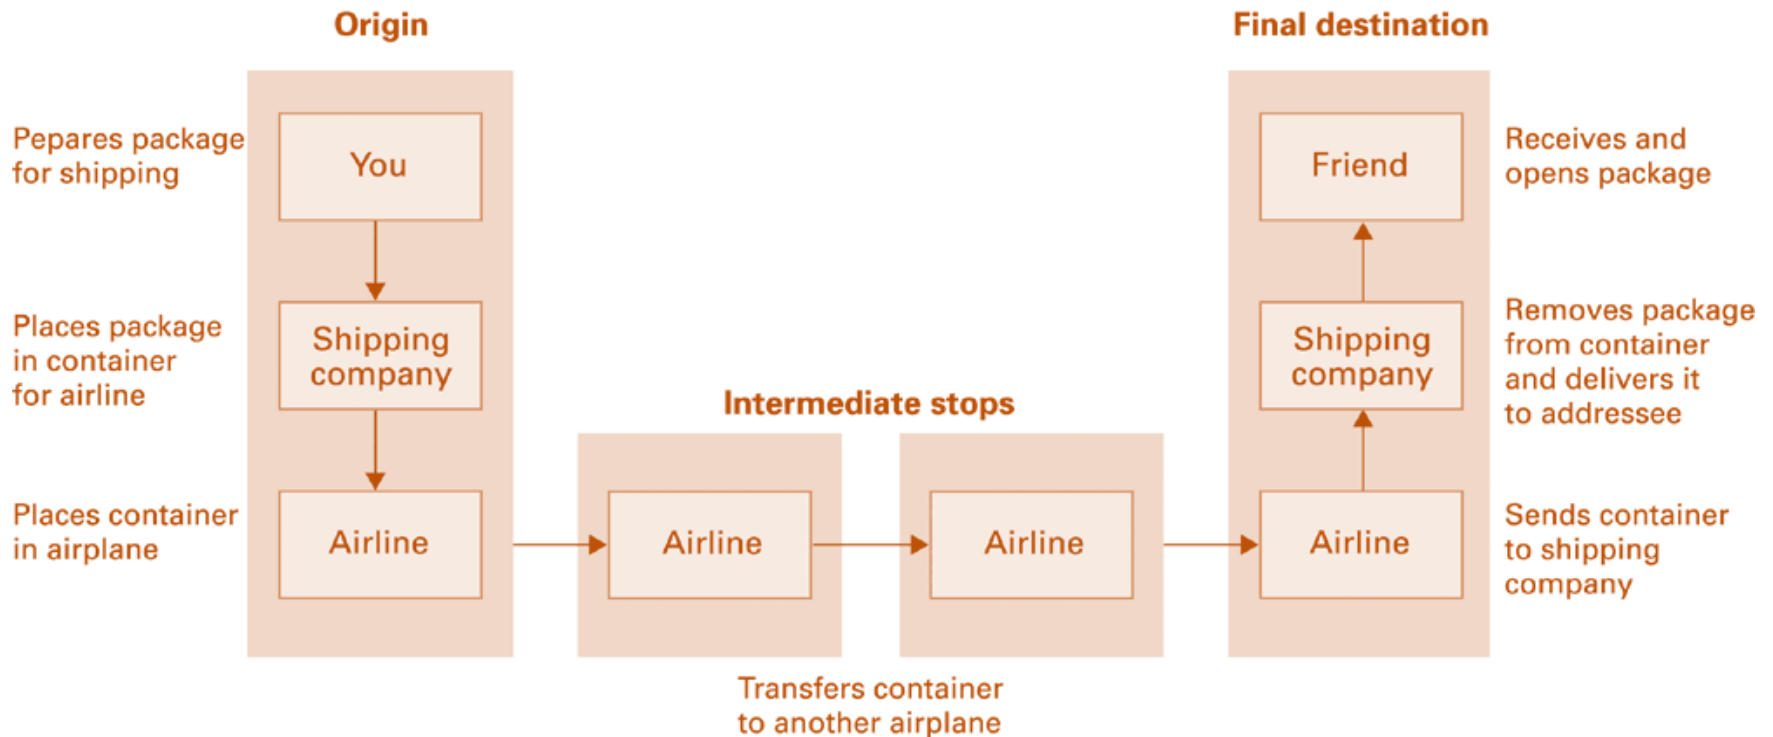 Origin
Final destination
Pepares package
for shipping
You
Friend
Receives and
opens package
Places package
in container
for airline
Shipping
company
Shipping
company
Removes package
from container
and delivers it
to addressee
Intermediate stops
Places container
in airplane
Airline
Airline
Airline
Airline
Sends container
to shipping
company
Transfers container
to another airplane